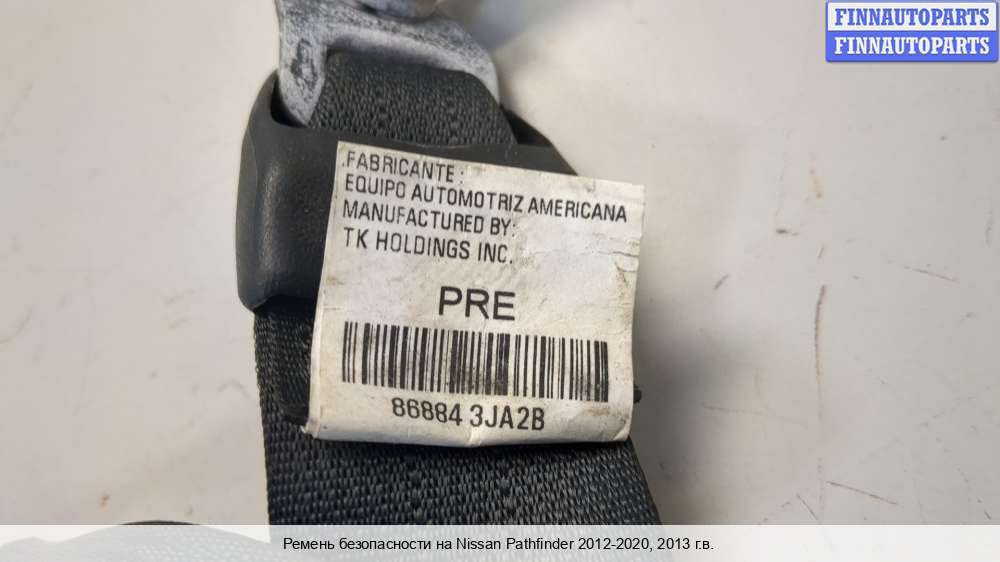 FINNAUTOPARTS
FINNAUTOPARTS
FABRICANTE :
EQUIPO AUTOMOTRIZ AMERICANA
MANUFACTURED BY:
TK HOLDINGS INC.
PRE
86884 3JA2B
Ремень безопасности на Nissan Pathfinder 2012-2020, 2013 г.в.